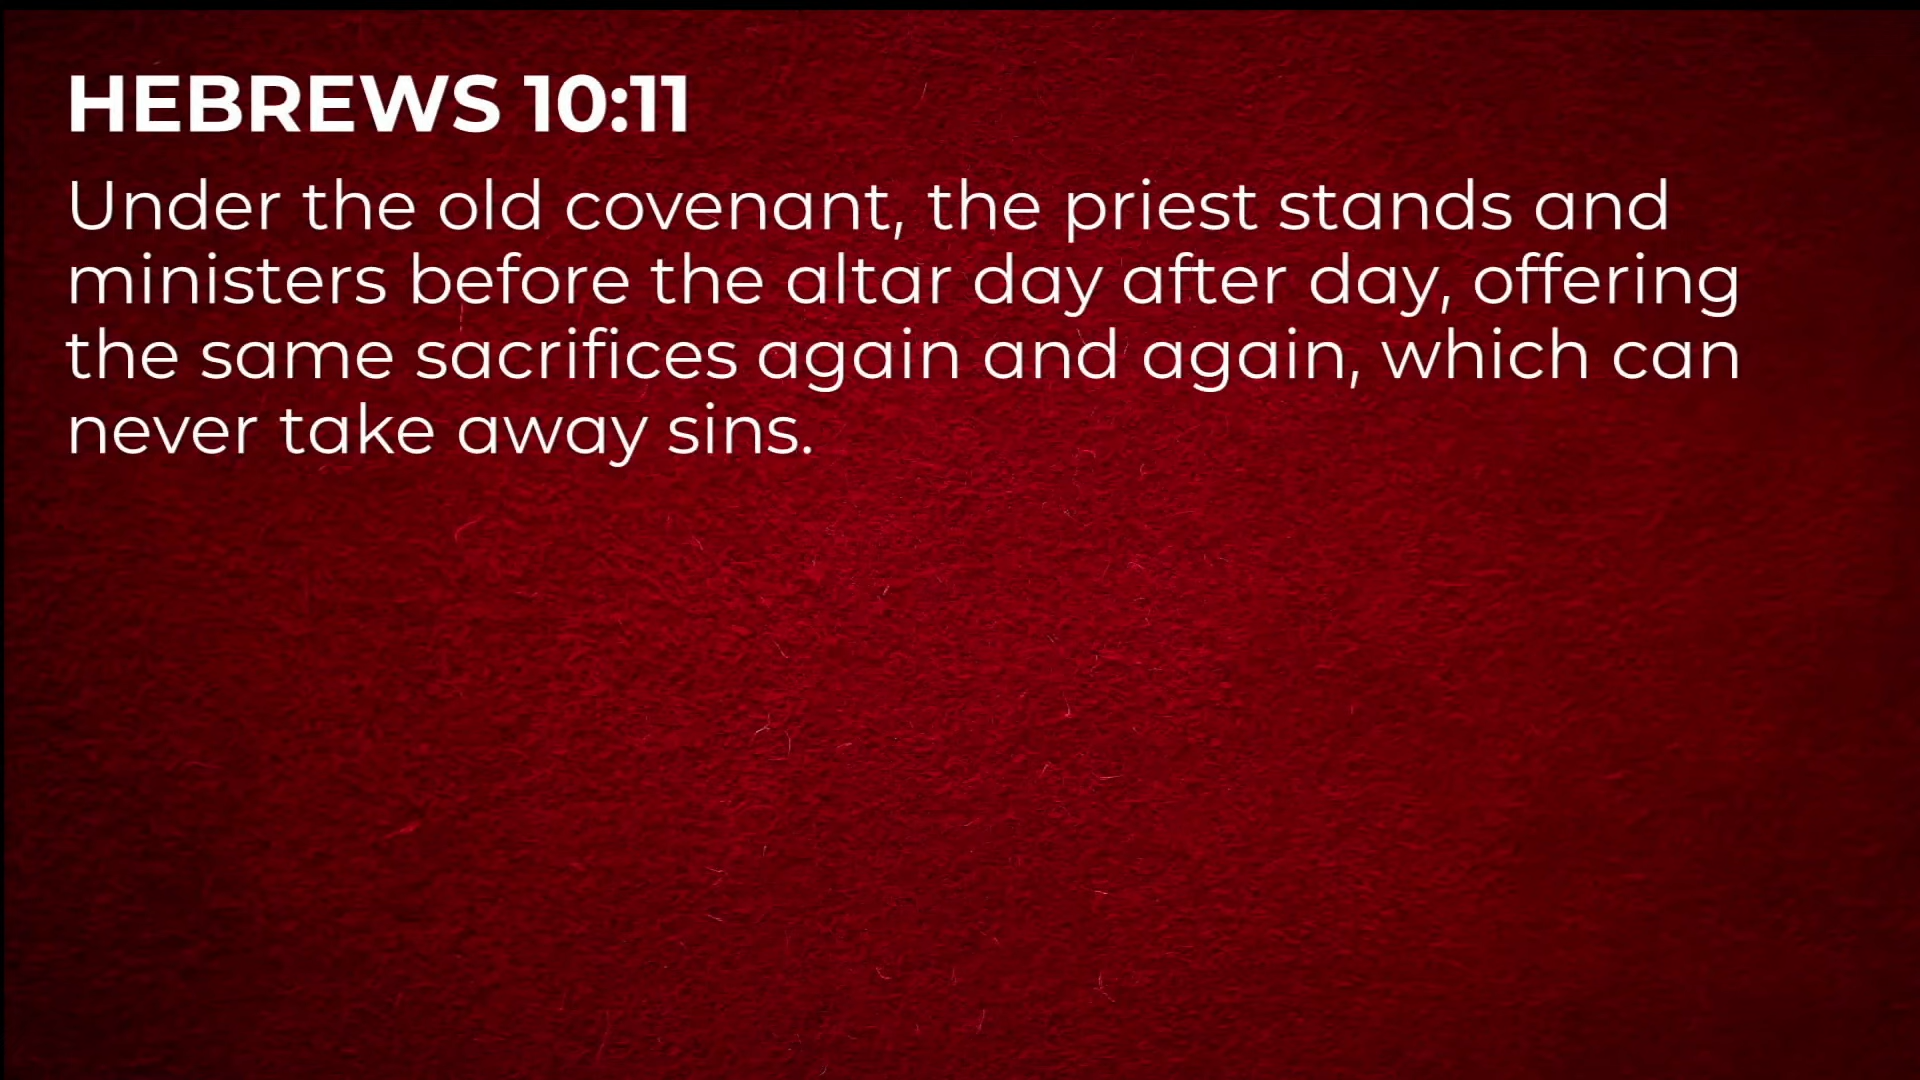 HEBREWS 10:11
Under the old covenant, the priest stands and
ministers before the altar day after day, offering
the same sacrifices again and again, which can
never take away sins.